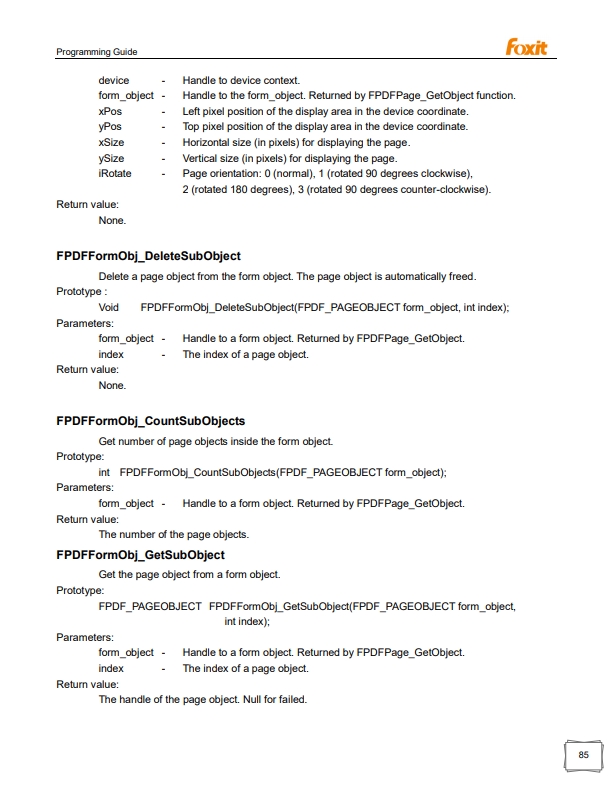 Programming Guide
foxit
device - Handle to device context.
form_object - Handle to the form_object. Returned by FPDFPage_GetObject function.
xPos - Left pixel position of the display area in the device coordinate.
yPos - Top pixel position of the display area in the device coordinate.
xSize - Horizontal size (in pixels) for displaying the page.
ySize - Vertical size (in pixels) for displaying the page.
iRotate - Page orientation: 0 (normal), 1 (rotated 90 degrees clockwise),
2 (rotated 180 degrees), 3 (rotated 90 degrees counter-clockwise).
Return value:
None.
FPDFFormObj_DeleteSubObject
Delete a page object from the form object. The page object is automatically freed.
Prototype :
Void FPDFFormObj_DeleteSubObject(FPDF_PAGEOBJECT form_object, int index);
Parameters:
form_object - Handle to a form object. Returned by FPDFPage_GetObject.
index - The index of a page object.
Return value:
None.
FPDFFormObj_CountSubObjects
Get number of page objects inside the form object.
Prototype:
int FPDFFormObj_CountSubObjects(FPDF_PAGEOBJECT form_object);
Parameters:
form_object - Handle to a form object. Returned by FPDFPage_GetObject.
Return value:
The number of the page objects.
FPDFFormObj_GetSubObject
Get the page object from a form object.
Prototype:
FPDF_PAGEOBJECT FPDFFormObj_GetSubObject(FPDF_PAGEOBJECT form_object,
int index);
Parameters:
form_object - Handle to a form object. Returned by FPDFPage_GetObject.
index - The index of a page object.
Return value:
The handle of the page object. Null for failed.
85